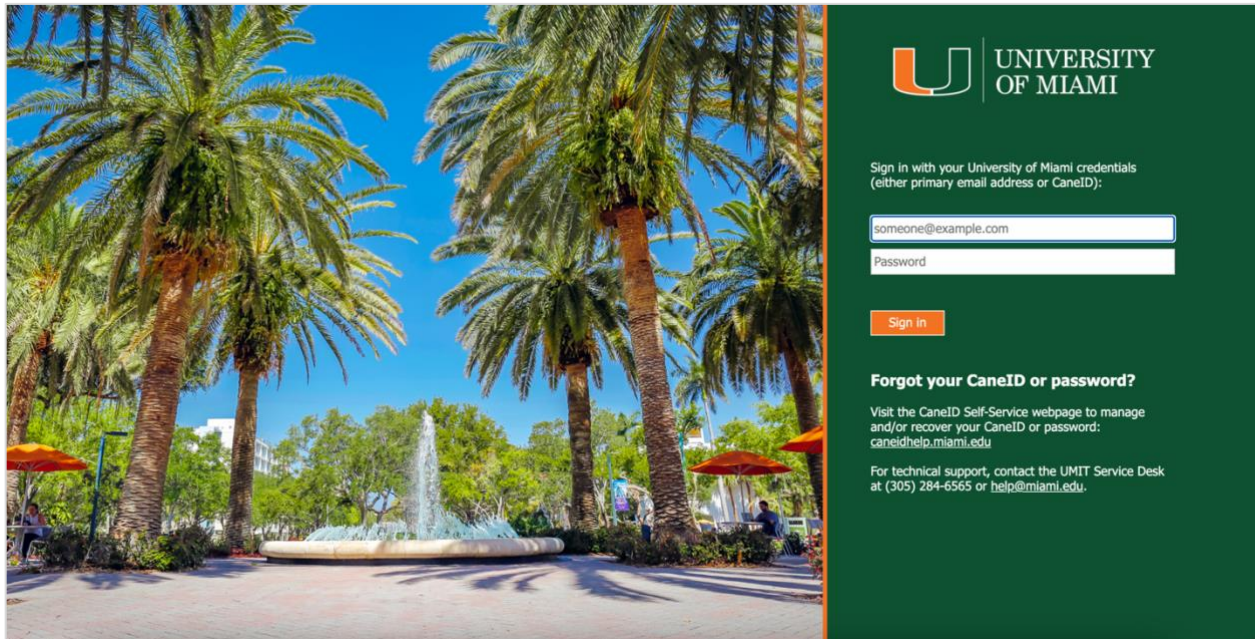 UNIVERSITY
OF MIAMI
Sign in with your University of Miami credentials
(either primary email address or CaneID):
someone@example.com
Password
Sign in
Forgot your CaneID or password?
Visit the CaneID Self-Service webpage to manage
and/or recover your CaneID or password:
caneidhelp.miami.edu
For technical support, contact the UMIT Service Desk
at (305) 284-6565 or help@miami.edu.